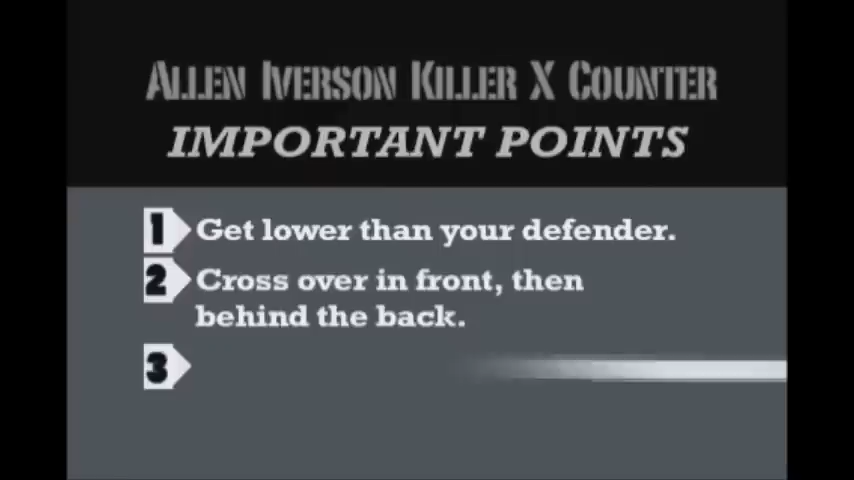 ALLEN IVERSON KILLER X COUNTER
IMPORTANT POINTS
1 Get lower than your defender.
2 Cross over in front, then
behind the back.
3